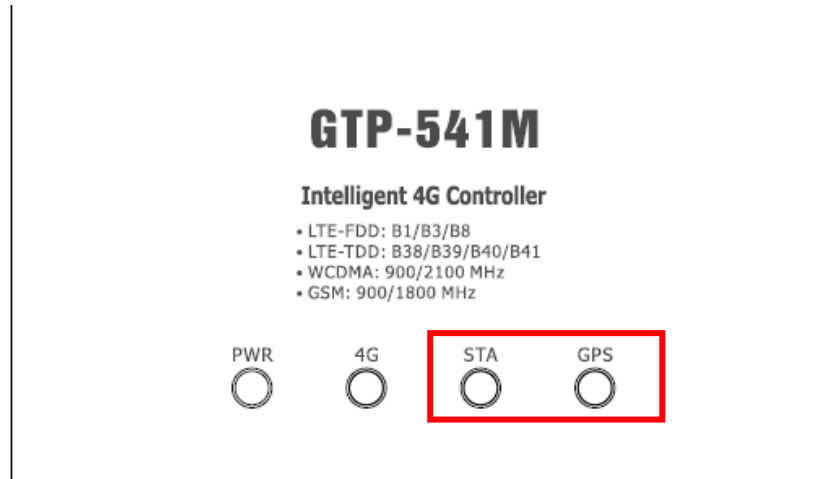 GTP-541M
Intelligent 4G Controller
• LTE-FDD: B1/B3/B8
• LTE-TDD: B38/B39/B40/B41
• WCDMA: 900/2100 MHz
• GSM: 900/1800 MHz
PWR 4G STA GPS